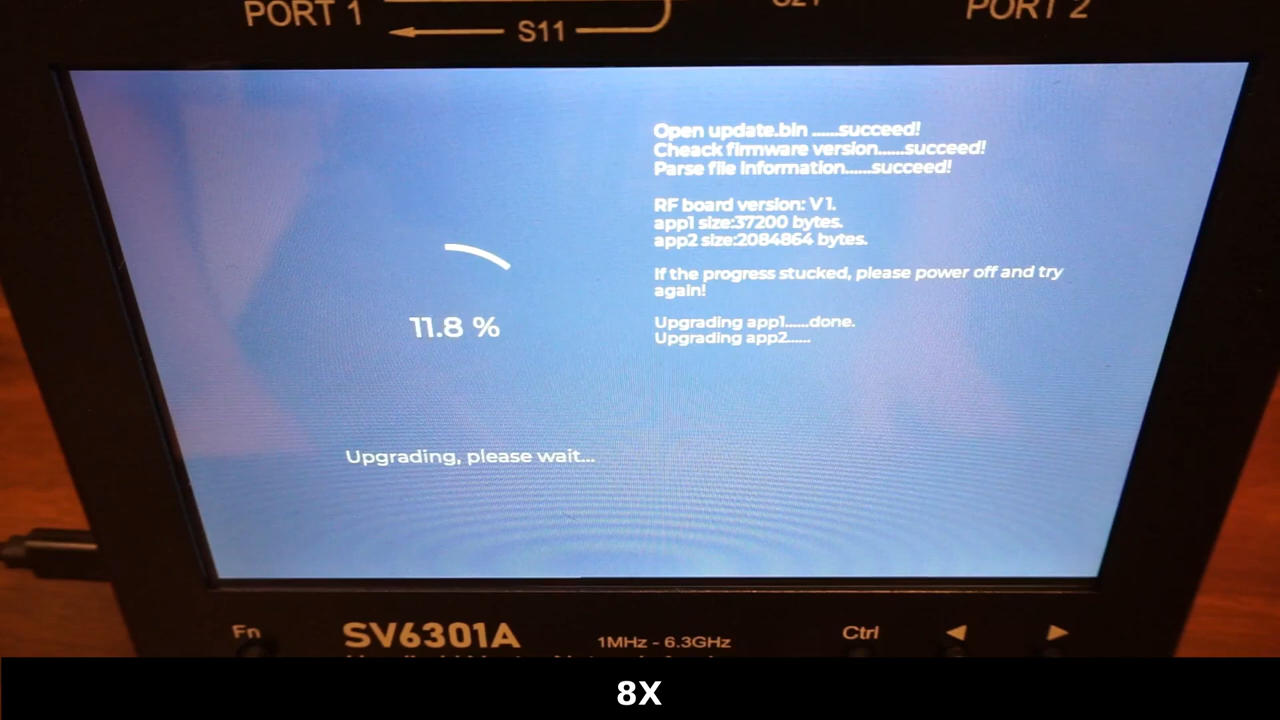 PORT 1
S11
S21
PORT 2
Open update.bin ......succeed!
Cheack firmware version......succeed!
Parse file information......succeed!
RF board version: V 1.
app1 size:37200 bytes.
app2 size:2084864 bytes.
If the progress stucked, please power off and try
again!
Upgrading app1......done.
Upgrading app2......
11.8 %
Upgrading, please wait...
Fn
SV6301A
1MHz - 6.3GHz
Ctrl
8X